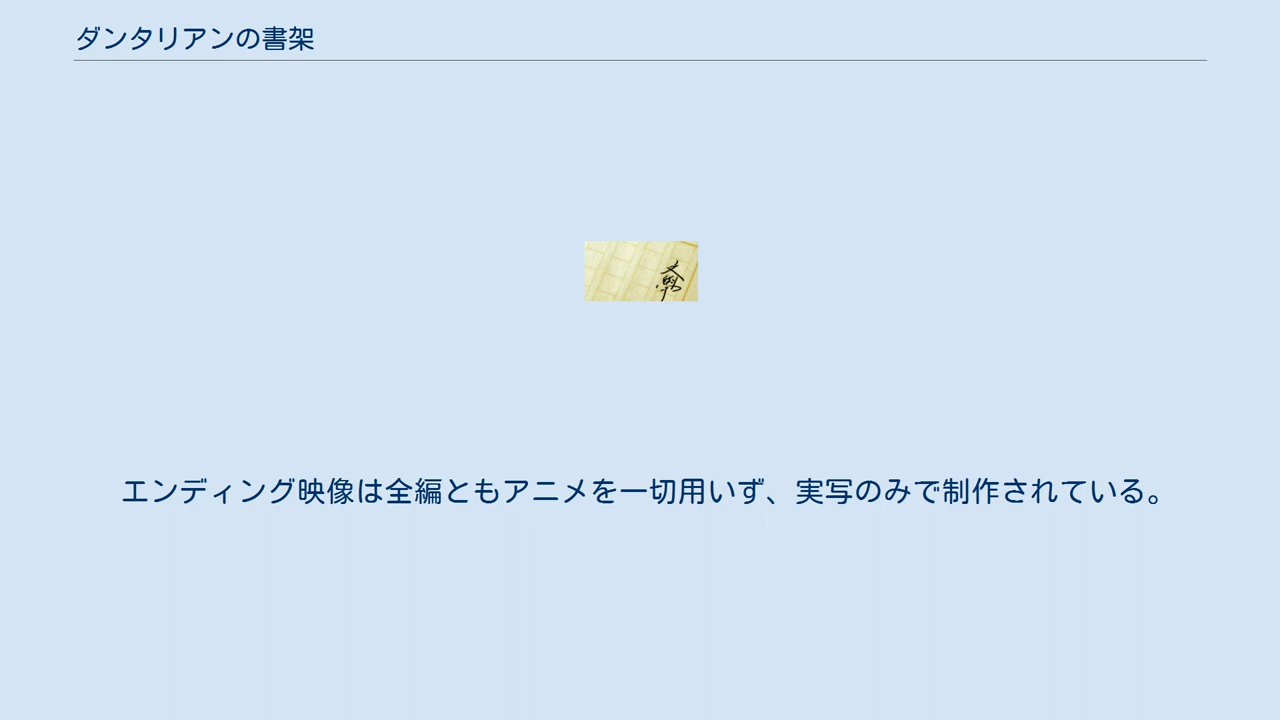 ダンタリアンの書架
エンディング映像は全編ともアニメを一切用いず、実写のみで制作されている。